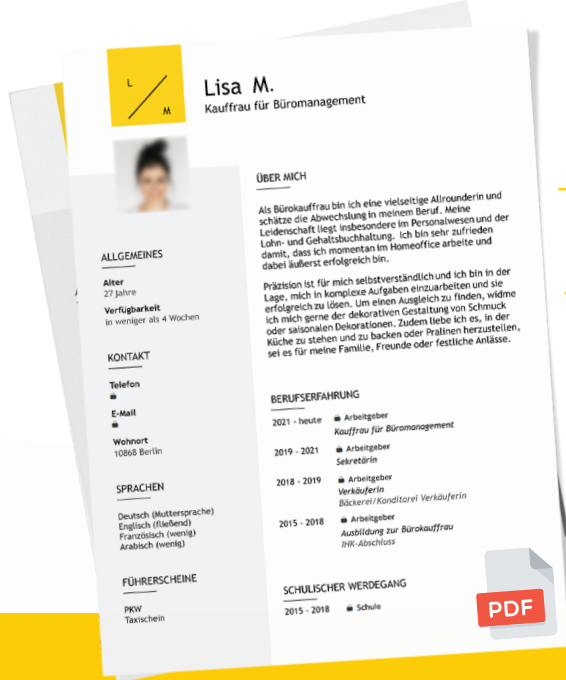 L
M
Lisa M.
Kauffrau für Büromanagement
ALLGEMEINES
Alter
27 Jahre
Verfügbarkeit
in weniger als 4 Wochen
KONTAKT
Telefon
E-Mail
Wohnort
10868 Berlin
SPRACHEN
Deutsch (Muttersprache)
Englisch (fließend)
Französisch (wenig)
Arabisch (wenig)
FÜHRERSCHEINE
PKW
Taxischein
ÜBER MICH
Als Bürokauffrau bin ich eine vielseitige Allrounderin und
schätze die Abwechslung in meinem Beruf. Meine
Leidenschaft liegt insbesondere im Personalwesen und der
Lohn- und Gehaltsbuchhaltung. Ich bin sehr zufrieden
damit, dass ich momentan im Homeoffice arbeite und
dabei äußerst erfolgreich bin.
Präzision ist für mich selbstverständlich und ich bin in der
Lage, mich in komplexe Aufgaben einzuarbeiten und sie
erfolgreich zu lösen. Um einen Ausgleich zu finden, widme
ich mich gerne der dekorativen Gestaltung von Schmuck
oder saisonalen Dekorationen. Zudem liebe ich es, in der
Küche zu stehen und zu backen oder Pralinen herzustellen,
sei es für meine Familie, Freunde oder festliche Anlässe.
BERUFSERFAHRUNG
2021 - heute Arbeitgeber
Kauffrau für Büromanagement
2019 - 2021 Arbeitgeber
Sekretärin
2018 - 2019 Arbeitgeber
Verkäuferin
Bäckerei/Konditorei Verkäuferin
2015 - 2018 Arbeitgeber
Ausbildung zur Bürokauffrau
IHK-Abschluss
SCHULISCHER WERDEGANG
2015 - 2018 Schule
PDF